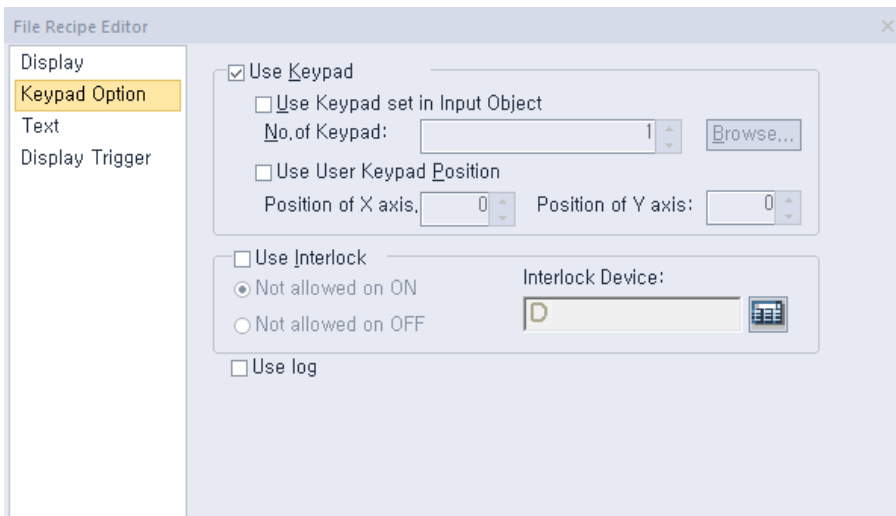 File Recipe Editor
Display
Keypad Option
Text
Display Trigger
Use Keypad
Use Keypad set in Input Object
No.of Keypad: 1 Browse...
Use User Keypad Position
Position of X axis. 0 Position of Y axis: 0
Use Interlock
Not allowed on ON
Interlock Device:
Not allowed on OFF
D
Use log